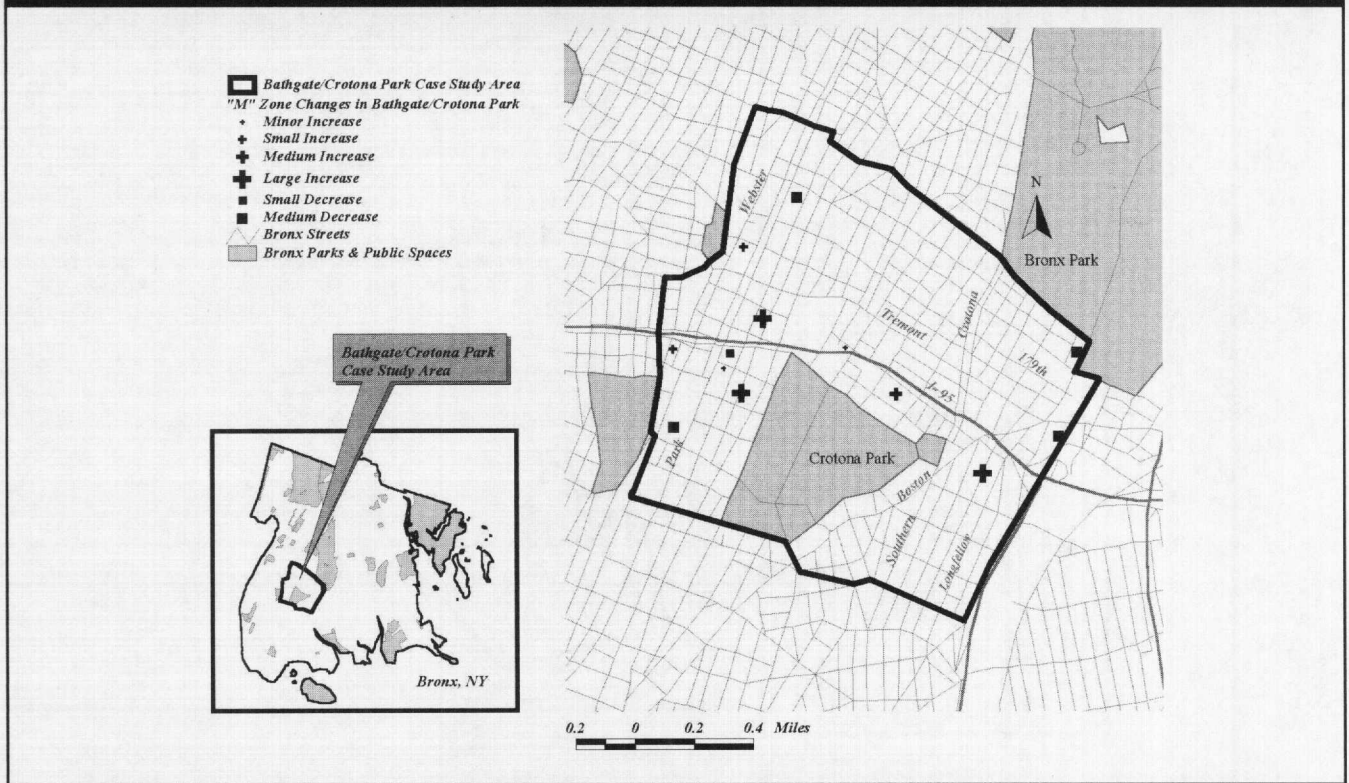 Bathgate/Crotona Park Case Study Area
"M" Zone Changes in Bathgate/Crotona Park
Minor Increase
Small Increase
Medium Increase
Large Increase
Small Decrease
Medium Decrease
Bronx Streets
Bronx Parks & Public Spaces
Bathgate/Crotona Park
Case Study Area
Bronx, NY
Webster
N
Bronx Park
Tremont
Crotona
179th
I-95
Park
Crotona Park
Boston
Southern
Longfellow
0.2 0 0.2 0.4 Miles